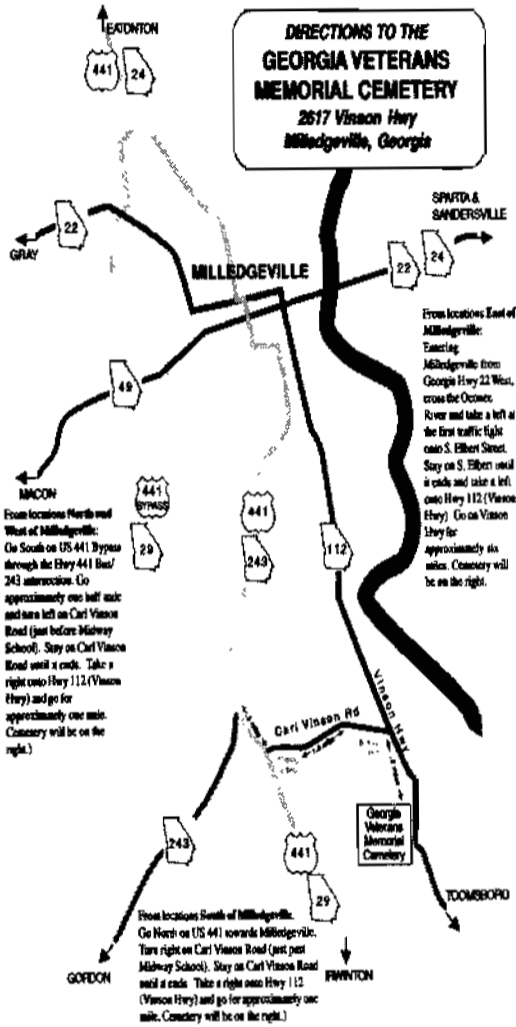 EATONTON
441
24
DIRECTIONS TO THE
GEORGIA VETERANS
MEMORIAL CEMETERY
2617 Vinson Hwy
Milledgeville, Georgia
SPARTA &
SANDERSVILLE
22
GRAY
MILLEDGEVILLE
22
24
From locations East of
Milledgeville:
Entering
Milledgeville from
Georgia Hwy 22 West,
cross the Oconee
River and take a left at
the first traffic light
onto S. Elbert Street.
Stay on S. Elbert until
it ends and take a left
onto Hwy 112 (Vinson
Hwy) Go on Vinson
Hwy for
approximately six
miles. Cemetery will
be on the right.
49
MACON
441
BYPASS
29
441
243
112
From locations North and
West of Milledgeville:
Go South on US 441 Bypass
through the Hwy 441 Bus/
243 intersection. Go
approximately one half mile
and turn left on Carl Vinson
Road (just before Midway
School). Stay on Carl Vinson
Road until it ends. Take a
right onto Hwy 112 (Vinson
Hwy) and go for
approximately one mile.
Cemetery will be on the
right.)
Carl Vinson Rd
Vinson Hwy
Georgia
Veterans
Memorial
Cemetery
243
441
29
TOOMSBORO
GORDON
IRWINTON
From locations South of Milledgeville.
Go North on US 441 towards Milledgeville.
Turn right on Carl Vinson Road (just past
Midway School). Stay on Carl Vinson Road
until it ends. Take a right onto Hwy 112
(Vinson Hwy) and go for approximately one
mile. Cemetery will be on the right.)